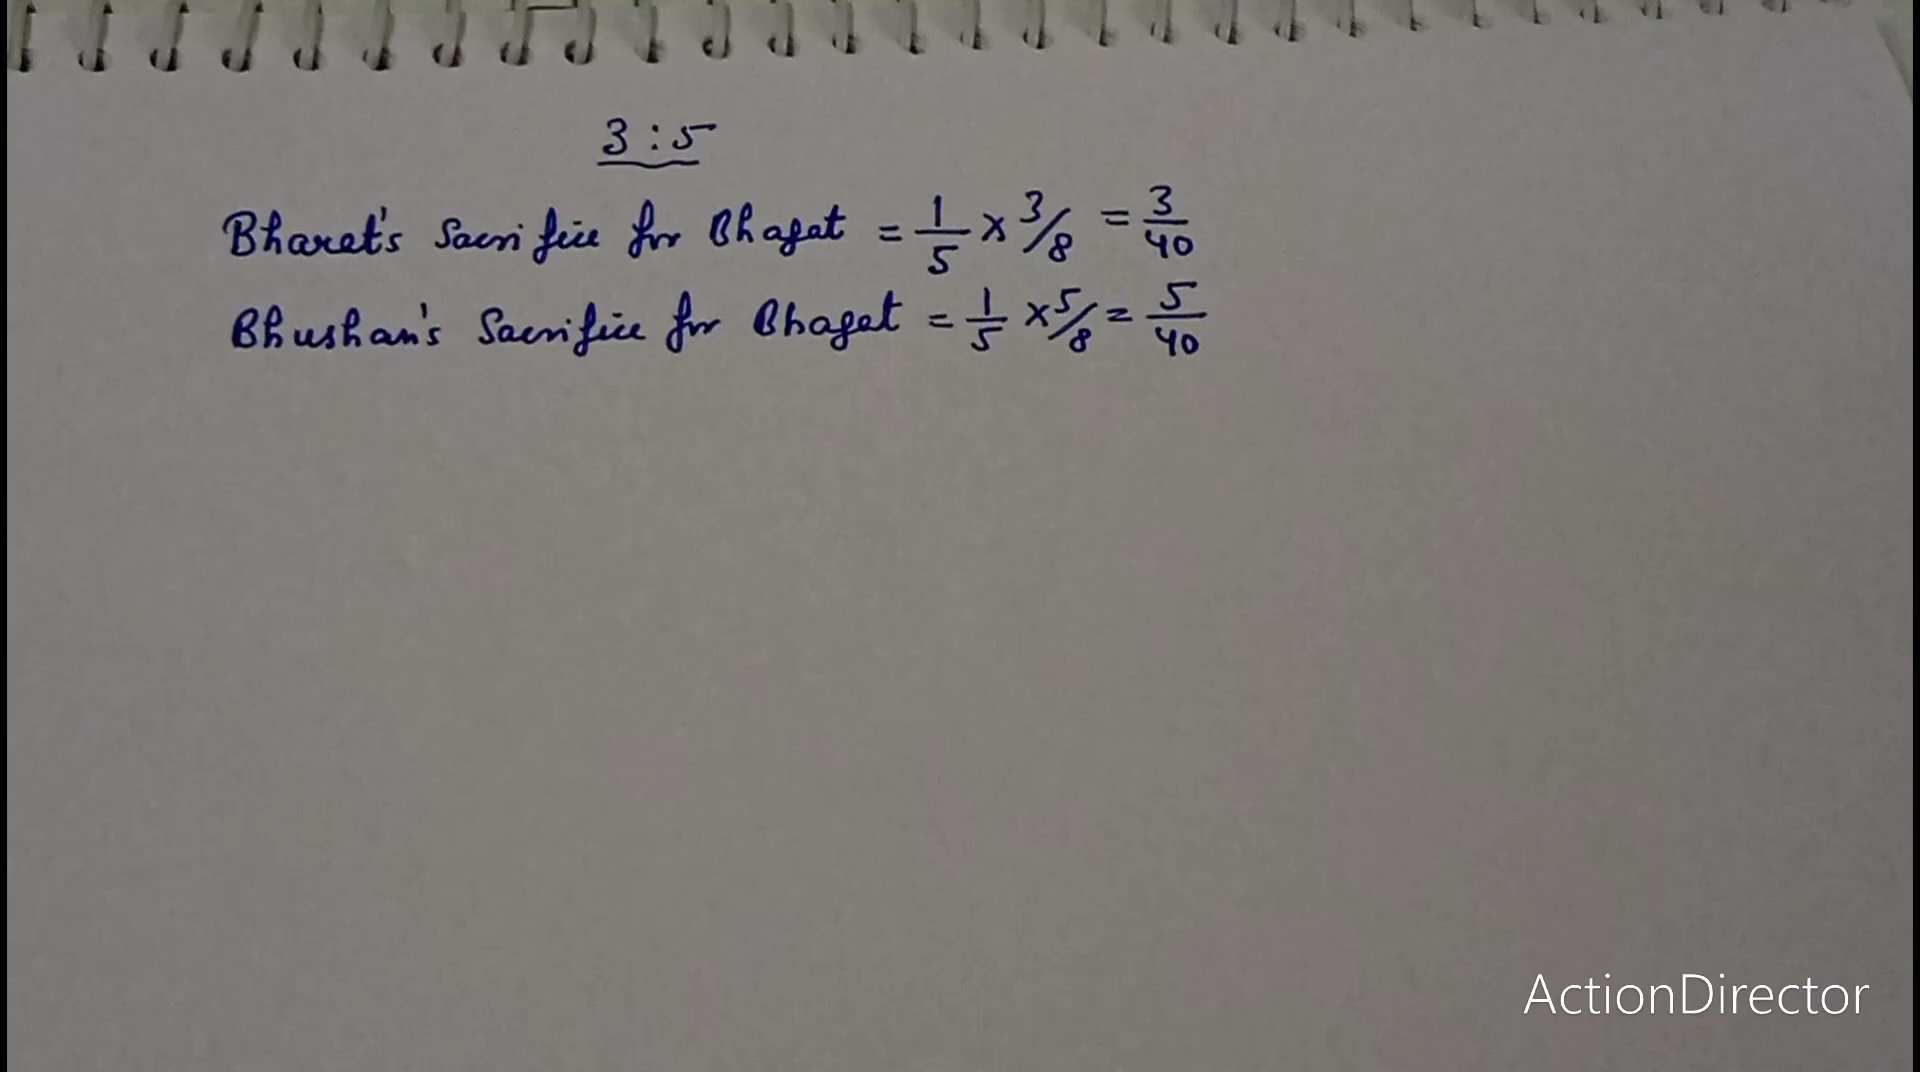 3 : 5
Bharat's Sacrifice for Bhagat = 1/5 × 3/8 = 3/40
Bhushan's Sacrifice for Bhagat = 1/5 × 5/8 = 5/40
ActionDirector